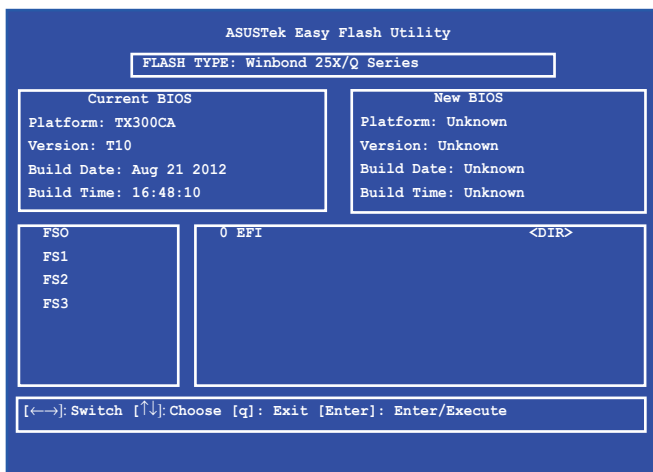 ASUSTek Easy Flash Utility
FLASH TYPE: Winbond 25X/Q Series
Current BIOS
Platform: TX300CA
Version: T10
Build Date: Aug 21 2012
Build Time: 16:48:10
New BIOS
Platform: Unknown
Version: Unknown
Build Date: Unknown
Build Time: Unknown
FSO
FS1
FS2
FS3
0 EFI <DIR>
[←→]: Switch [↑↓]: Choose [q]: Exit [Enter]: Enter/Execute